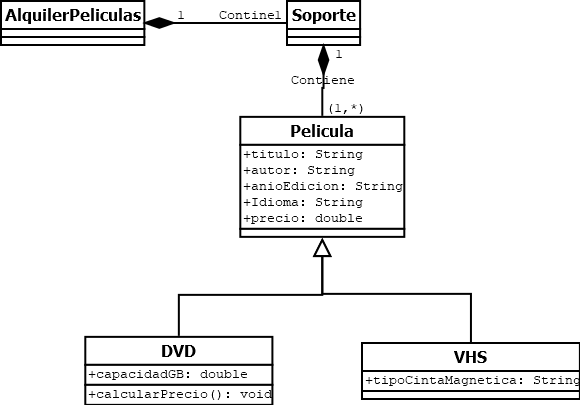 AlquilerPeliculas
1
Contine1
Soporte
1
Contiene
(1,*)
Pelicula
+titulo: String
+autor: String
+anioEdicion: String
+Idioma: String
+precio: double
DVD
+capacidadGB: double
+calcularPrecio(): void
VHS
+tipoCintaMagnetica: String